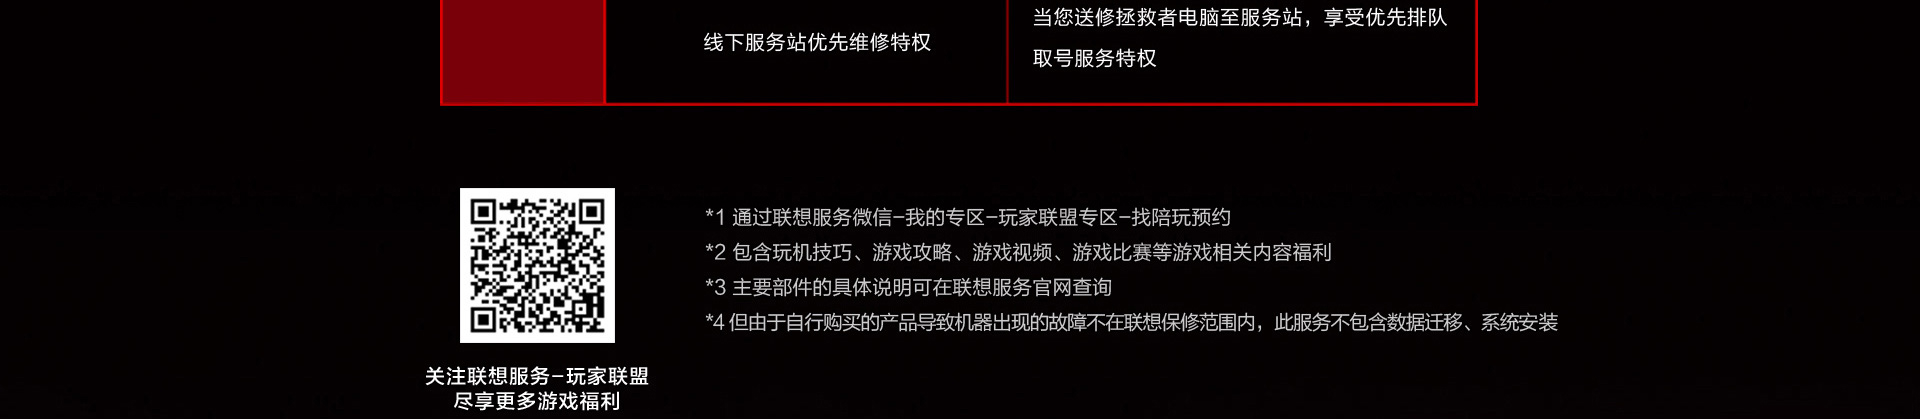 线下服务站优先维修特权
当您送修拯救者电脑至服务站，享受优先排队
取号服务特权
*1 通过联想服务微信-我的专区-玩家联盟专区-找陪玩预约
*2 包含玩机技巧、游戏攻略、游戏视频、游戏比赛等游戏相关内容福利
*3 主要部件的具体说明可在联想服务官网查询
*4 但由于自行购买的产品导致机器出现的故障不在联想保修范围内，此服务不包含数据迁移、系统安装
关注联想服务-玩家联盟
尽享更多游戏福利